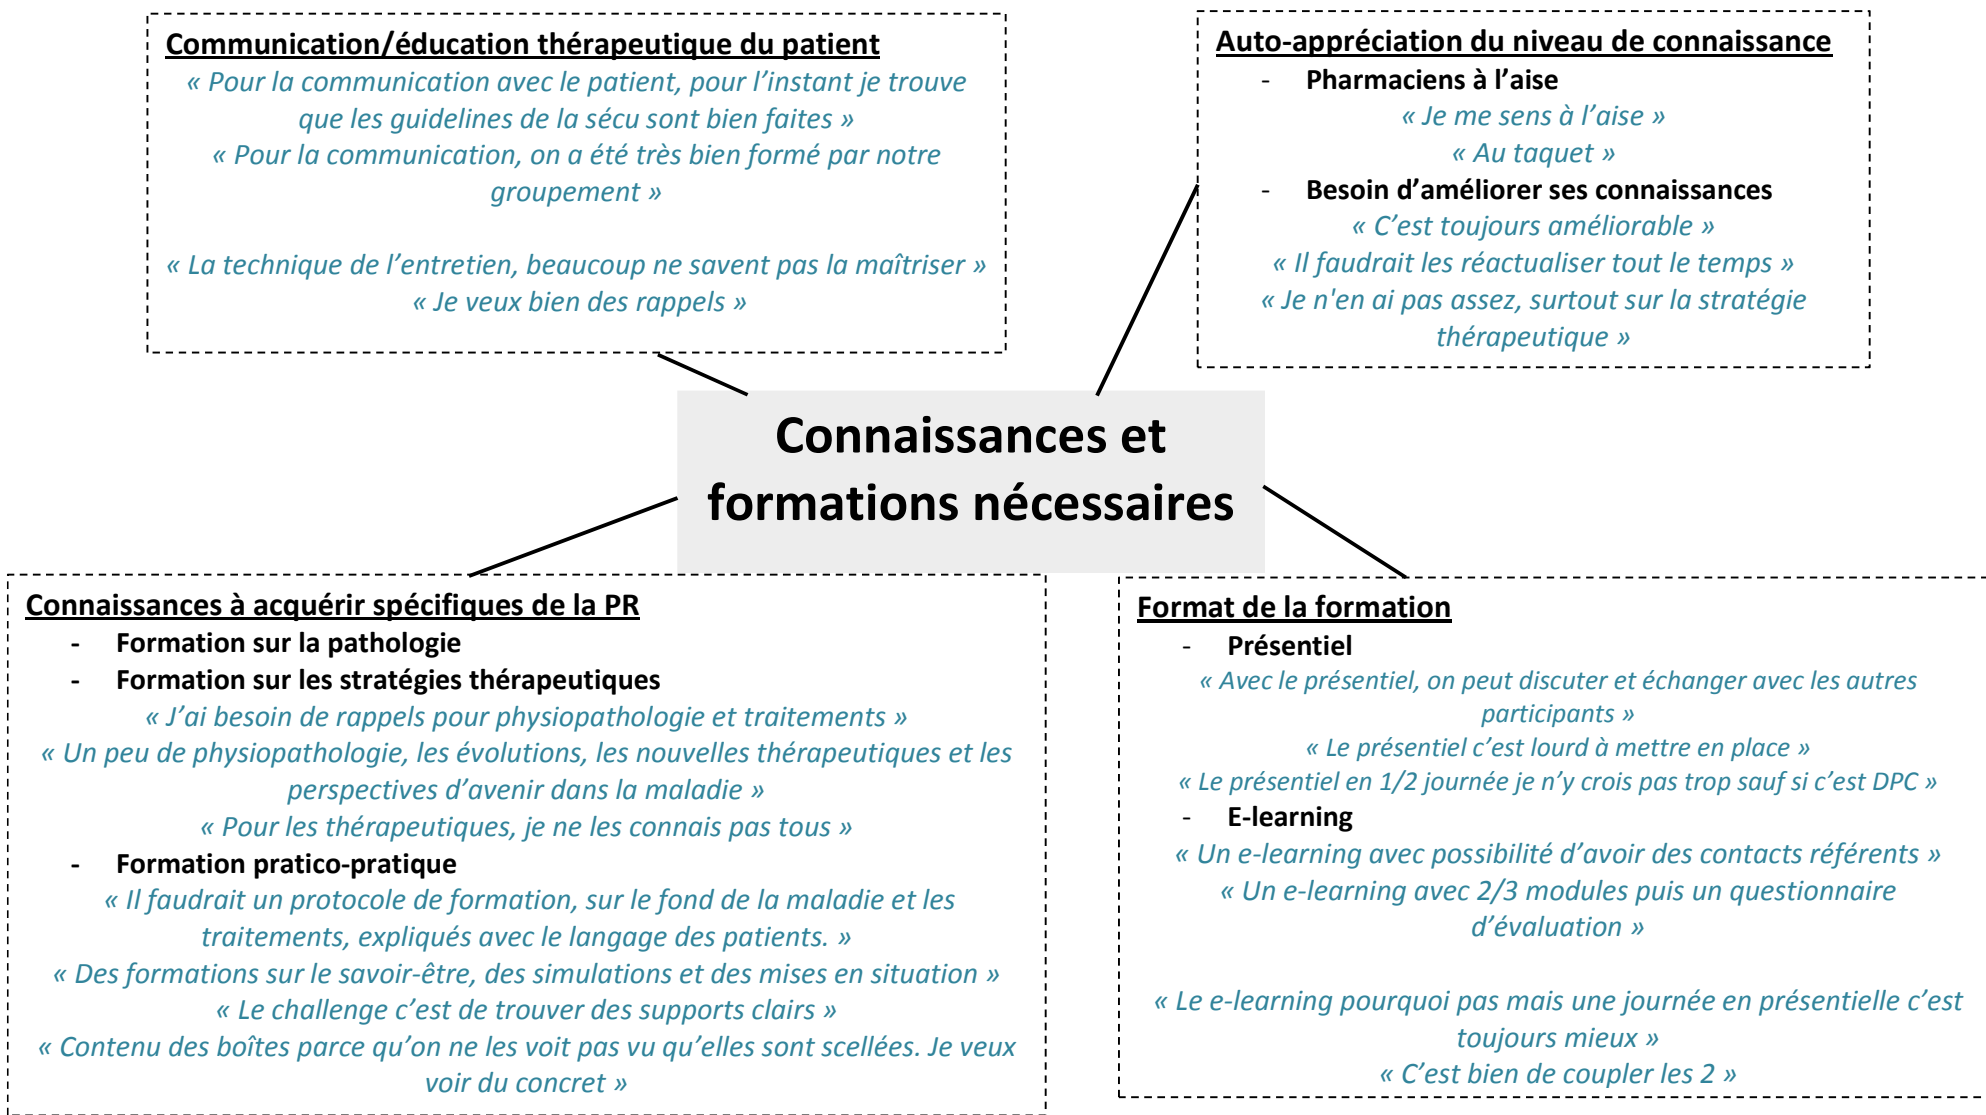 Communication/éducation thérapeutique du patient
« Pour la communication avec le patient, pour l’instant je trouve
que les guidelines de la sécu sont bien faites »
« Pour la communication, on a été très bien formé par notre
groupement »
« La technique de l’entretien, beaucoup ne savent pas la maîtriser »
« Je veux bien des rappels »
Auto-appréciation du niveau de connaissance
- Pharmaciens à l’aise
« Je me sens à l’aise »
« Au taquet »
- Besoin d’améliorer ses connaissances
« C’est toujours améliorable »
« Il faudrait les réactualiser tout le temps »
« Je n'en ai pas assez, surtout sur la stratégie
thérapeutique »
Connaissances et
formations nécessaires
Connaissances à acquérir spécifiques de la PR
- Formation sur la pathologie
- Formation sur les stratégies thérapeutiques
« J’ai besoin de rappels pour physiopathologie et traitements »
« Un peu de physiopathologie, les évolutions, les nouvelles thérapeutiques et les
perspectives d’avenir dans la maladie »
« Pour les thérapeutiques, je ne les connais pas tous »
- Formation pratico-pratique
« Il faudrait un protocole de formation, sur le fond de la maladie et les
traitements, expliqués avec le langage des patients. »
« Des formations sur le savoir-être, des simulations et des mises en situation »
« Le challenge c’est de trouver des supports clairs »
« Contenu des boîtes parce qu’on ne les voit pas vu qu’elles sont scellées. Je veux
voir du concret »
Format de la formation
- Présentiel
« Avec le présentiel, on peut discuter et échanger avec les autres
participants »
« Le présentiel c’est lourd à mettre en place »
« Le présentiel en 1/2 journée je n’y crois pas trop sauf si c’est DPC »
- E-learning
« Un e-learning avec possibilité d’avoir des contacts référents »
« Un e-learning avec 2/3 modules puis un questionnaire
d’évaluation »
« Le e-learning pourquoi pas mais une journée en présentielle c’est
toujours mieux »
« C’est bien de coupler les 2 »